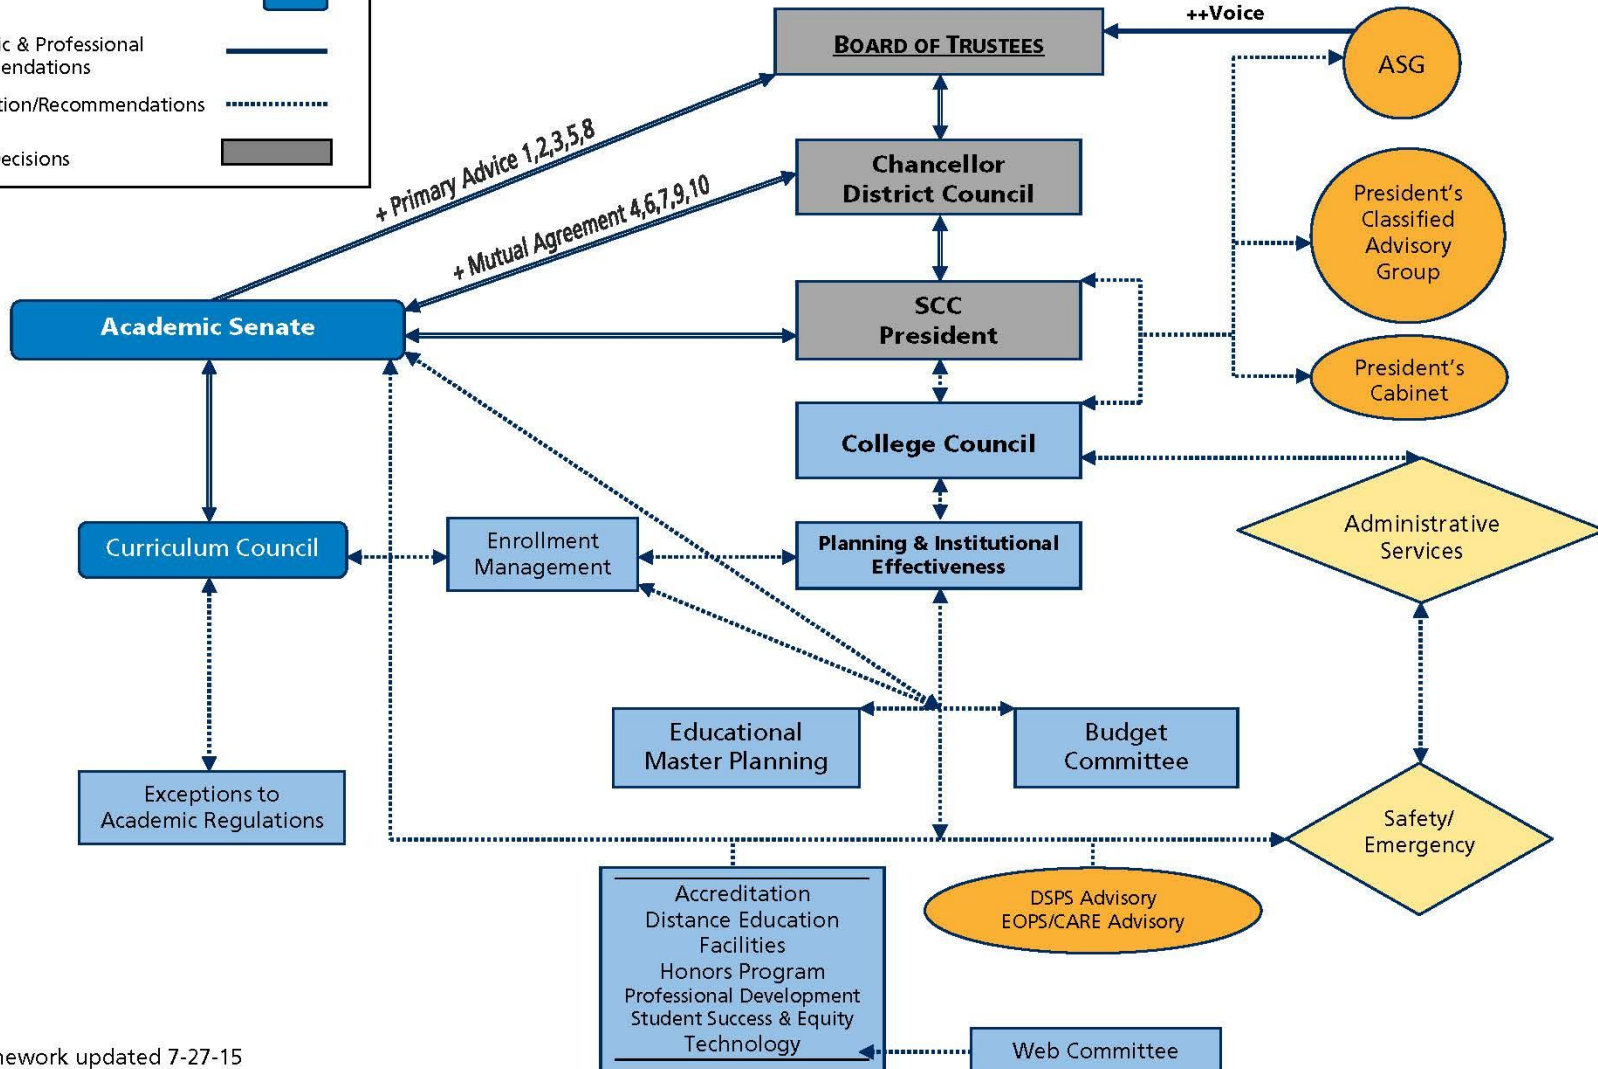 ic & Professional
endations
tion/Recommendations
ecisions
++Voice
BOARD OF TRUSTEES
ASG
+ Primary Advice 1,2,3,5,8
Chancellor
District Council
+ Mutual Agreement 4,6,7,9,10
President’s
Classified
Advisory
Group
SCC
President
Academic Senate
President’s
Cabinet
College Council
Administrative
Services
Curriculum Council
Enrollment
Management
Planning & Institutional
Effectiveness
Educational
Master Planning
Budget
Committee
Exceptions to
Academic Regulations
Safety/
Emergency
Accreditation
Distance Education
Facilities
Honors Program
Professional Development
Student Success & Equity
Technology
DSPS Advisory
EOPS/CARE Advisory
Web Committee
nework updated 7-27-15